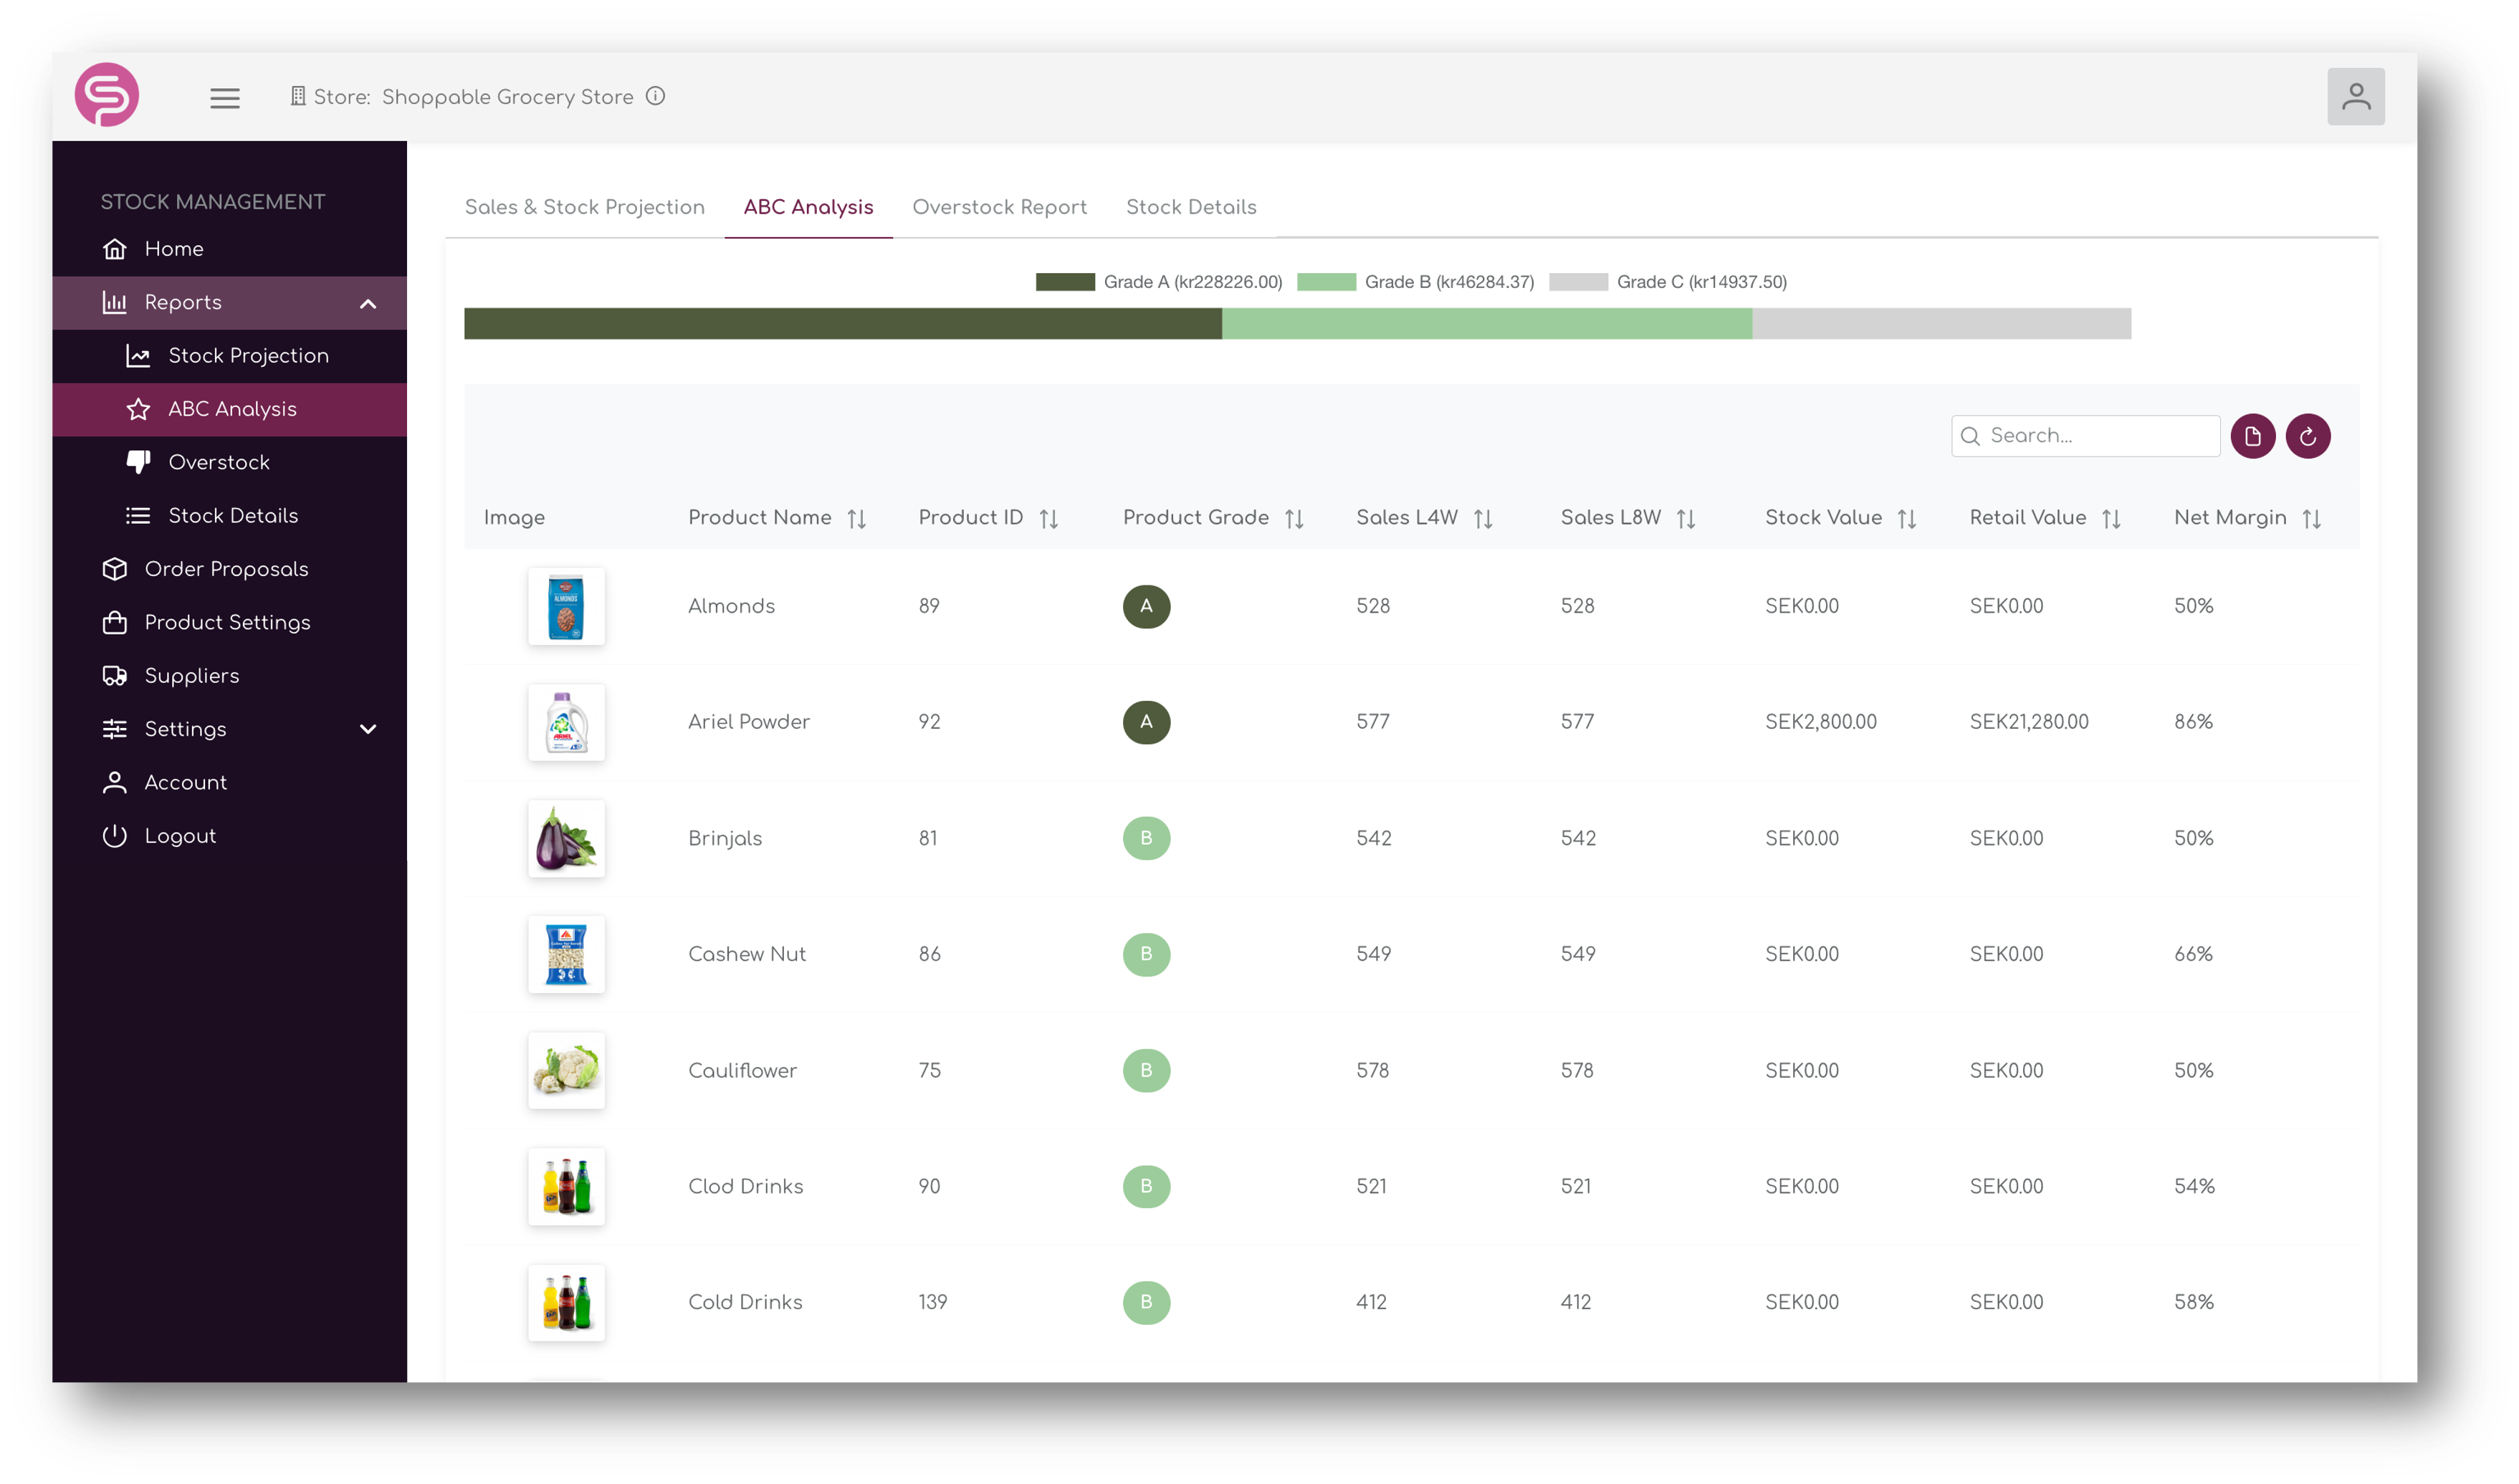 Store: Shoppable Grocery Store
STOCK MANAGEMENT
Home
Reports
Stock Projection
ABC Analysis
Overstock
Stock Details
Order Proposals
Product Settings
Suppliers
Settings
Account
Logout
Sales & Stock Projection ABC Analysis Overstock Report Stock Details
Grade A (kr228226.00) Grade B (kr46284.37) Grade C (kr14937.50)
Search...
Image Product Name Product ID Product Grade Sales L4W Sales L8W Stock Value Retail Value Net Margin
ALMONDS
Almonds 89 A 528 528 SEK0.00 SEK0.00 50%
ARIEL
Ariel Powder 92 A 577 577 SEK2,800.00 SEK21,280.00 86%
Brinjals 81 B 542 542 SEK0.00 SEK0.00 50%
Cashew Nut 86 B 549 549 SEK0.00 SEK0.00 66%
Cauliflower 75 B 578 578 SEK0.00 SEK0.00 50%
Clod Drinks 90 B 521 521 SEK0.00 SEK0.00 54%
Cold Drinks 139 B 412 412 SEK0.00 SEK0.00 58%